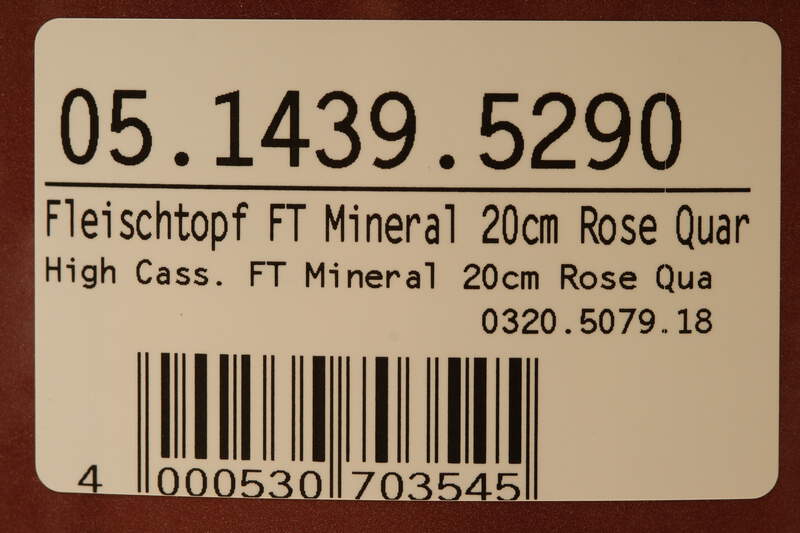 05.1439.5290
Fleischtopf FT Mineral 20cm Rose Quar
High Cass. FT Mineral 20cm Rose Qua
0320.5079.18
4 000530 703545